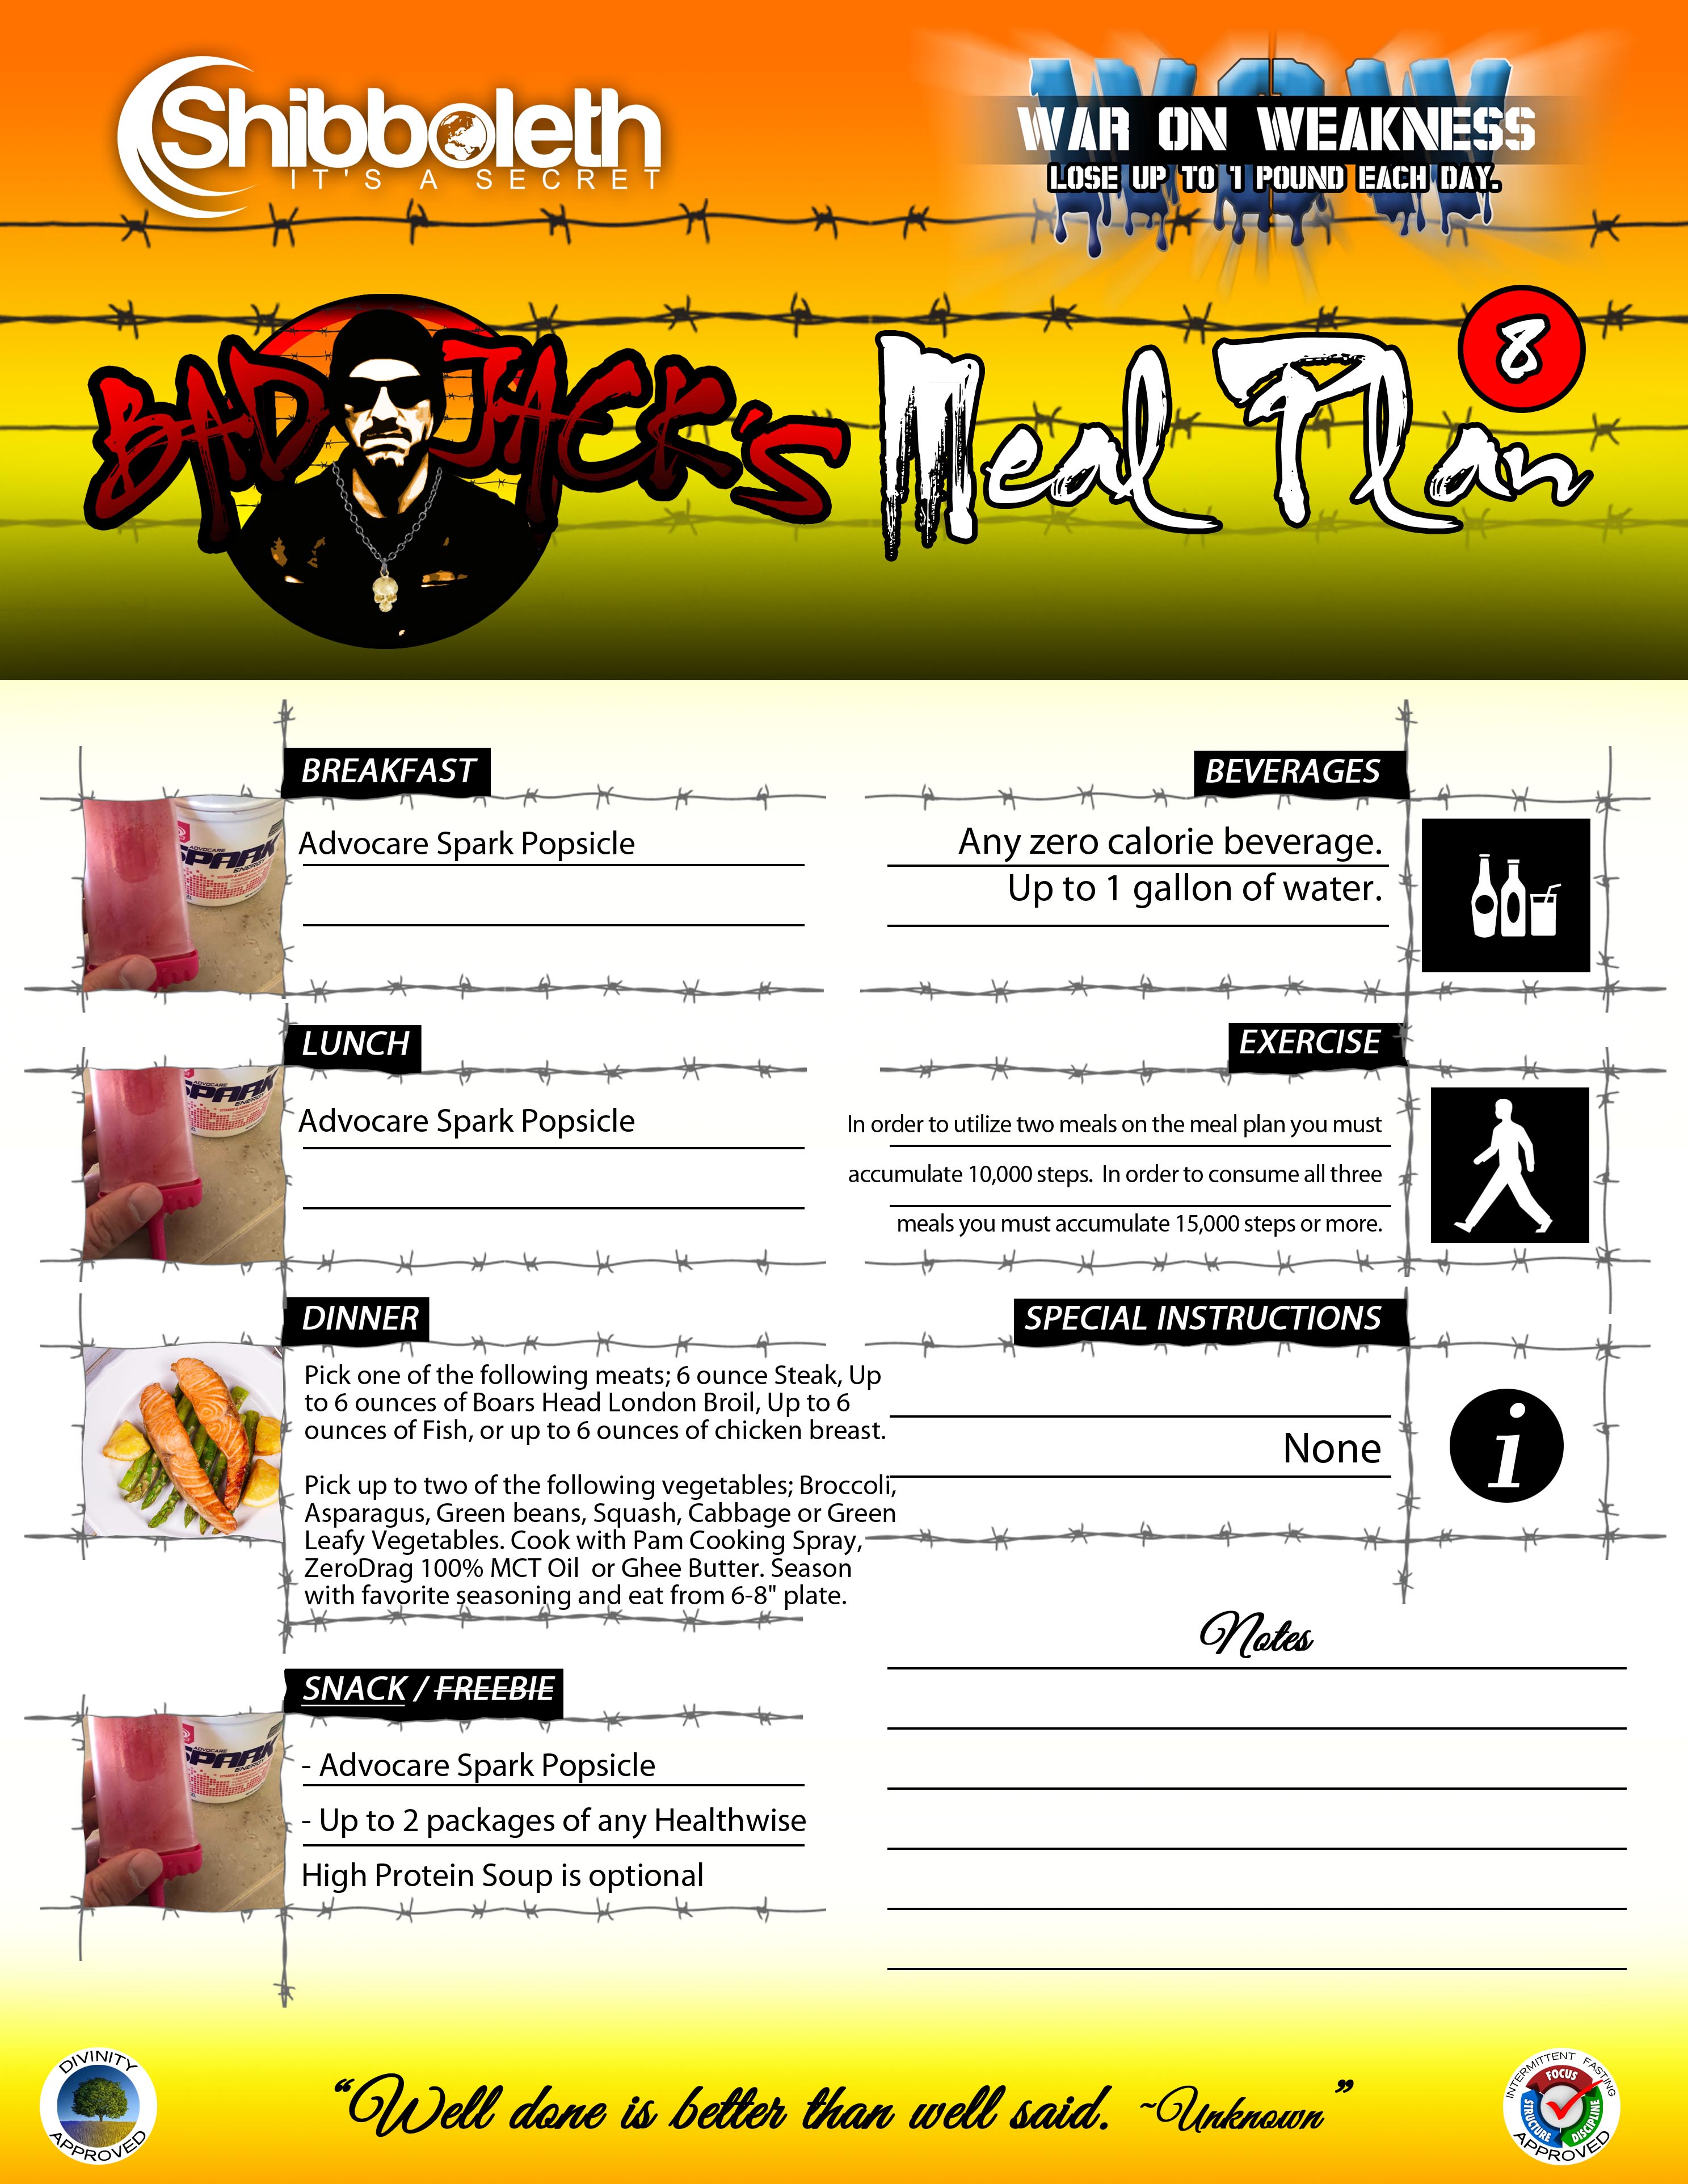 Shibboleth
IT'S A SECRET
WOW
WAR ON WEAKNESS
LOSE UP TO 1 POUND EACH DAY.
BAD JACK'S Meal Plan 8
BREAKFAST
ADVOCARE
SPARK
ENERGY
Advocare Spark Popsicle
LUNCH
ADVOCARE
SPARK
ENERGY
Advocare Spark Popsicle
DINNER
Pick one of the following meats; 6 ounce Steak, Up
to 6 ounces of Boars Head London Broil, Up to 6
ounces of Fish, or up to 6 ounces of chicken breast.
Pick up to two of the following vegetables; Broccoli,
Asparagus, Green beans, Squash, Cabbage or Green
Leafy Vegetables. Cook with Pam Cooking Spray,
ZeroDrag 100% MCT Oil or Ghee Butter. Season
with favorite seasoning and eat from 6-8" plate.
SNACK / FREEBIE
ADVOCARE
SPARK
ENERGY
- Advocare Spark Popsicle
- Up to 2 packages of any Healthwise
High Protein Soup is optional
BEVERAGES
Any zero calorie beverage.
Up to 1 gallon of water.
EXERCISE
In order to utilize two meals on the meal plan you must
accumulate 10,000 steps. In order to consume all three
meals you must accumulate 15,000 steps or more.
SPECIAL INSTRUCTIONS
None
i
Notes
DIVINITY
APPROVED
"Well done is better than well said. ~Unknown"
INTERMITTENT FASTING
FOCUS
STRUCTURE
DISCIPLINE
APPROVED